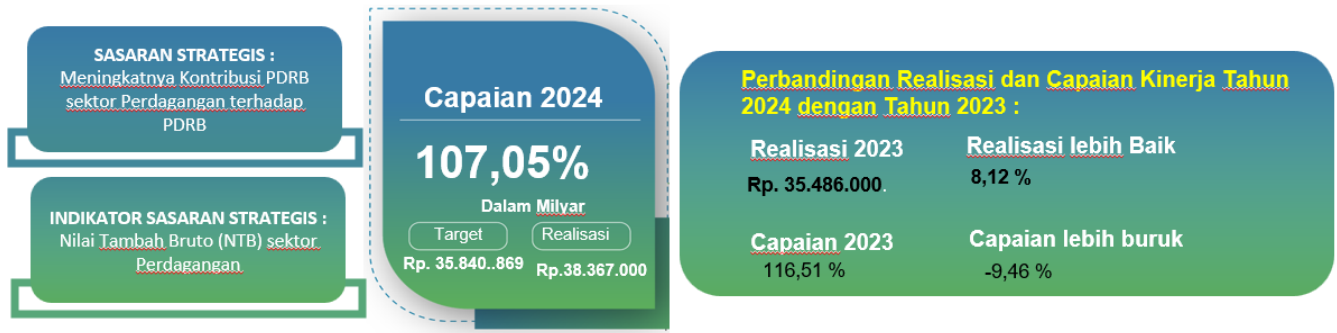 SASARAN STRATEGIS :
Meningkatnya Kontribusi PDRB
sektor Perdagangan terhadap
PDRB
INDIKATOR SASARAN STRATEGIS :
Nilai Tambah Bruto (NTB) sektor
Perdagangan
Capaian 2024
107,05%
Dalam Milyar
Target Realisasi
Rp. 35.840..869 Rp.38.367.000
Perbandingan Realisasi dan Capaian Kinerja Tahun
2024 dengan Tahun 2023 :
Realisasi 2023 Realisasi lebih Baik
Rp. 35.486.000. 8,12 %
Capaian 2023 Capaian lebih buruk
116,51 % -9,46 %